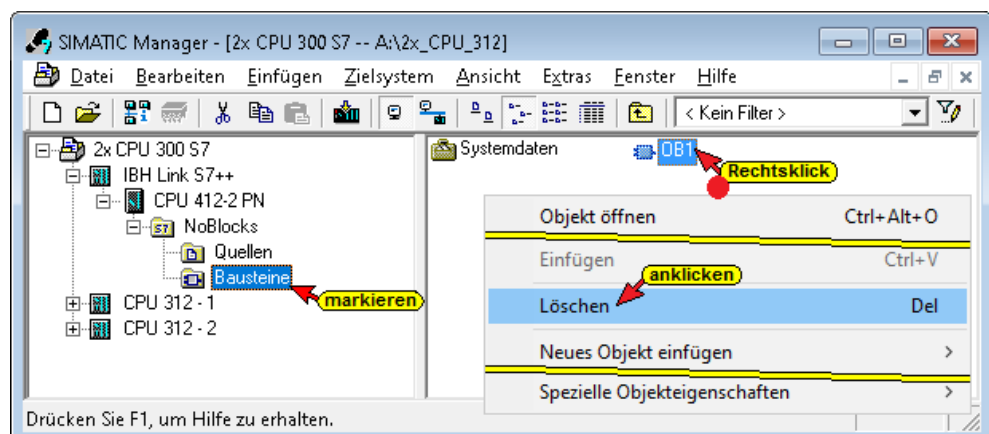 SIMATIC Manager - [2x CPU 300 S7 -- A:\2x_CPU_312]
Datei Bearbeiten Einfügen Zielsystem Ansicht Extras Fenster Hilfe
< Kein Filter >
2x CPU 300 S7
IBH Link S7++
CPU 412-2 PN
S7 NoBlocks
Quellen
Bausteine
markieren
CPU 312 - 1
CPU 312 - 2
Systemdaten OB1
Rechtsklick
Objekt öffnen Ctrl+Alt+O
Einfügen Ctrl+V
anklicken
Löschen Del
Neues Objekt einfügen >
Spezielle Objekteigenschaften >
Drücken Sie F1, um Hilfe zu erhalten.